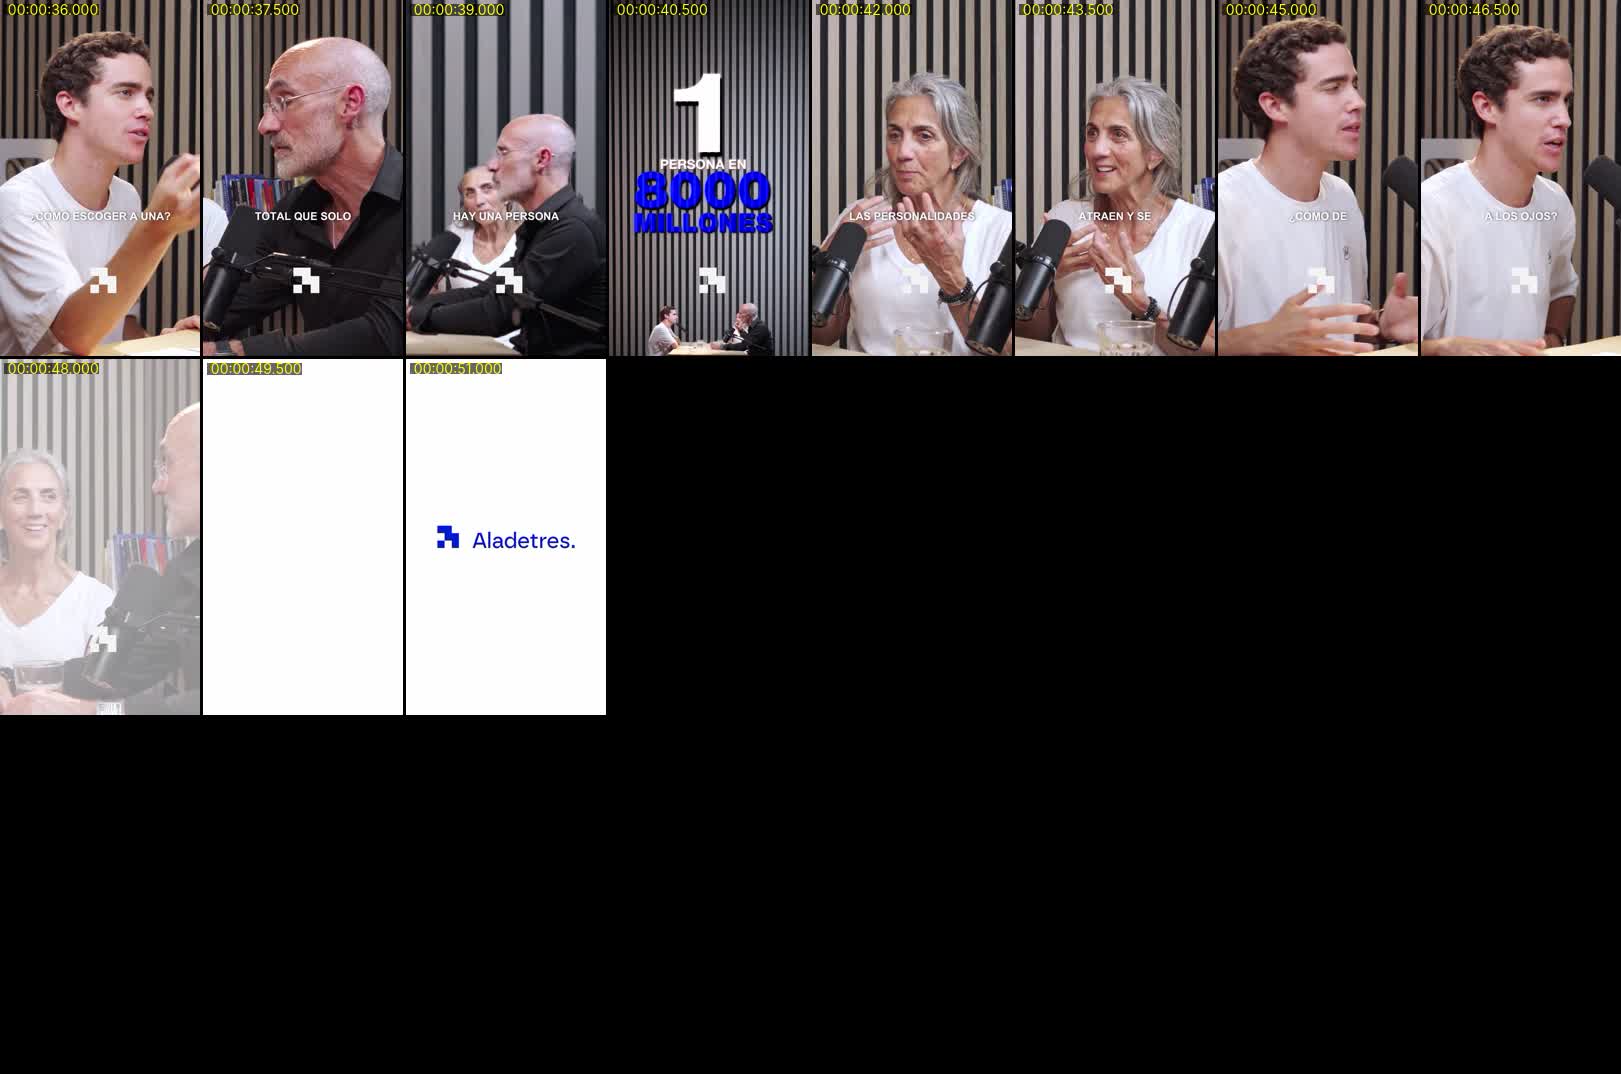 00:00:36.000
¿CÓMO ESCOGER A UNA?
00:00:37.500
TOTAL QUE SOLO
00:00:39.000
HAY UNA PERSONA
00:00:40.500
1
PERSONA EN
8000
MILLONES
00:00:42.000
LAS PERSONALIDADES
00:00:43.500
ATRAEN Y SE
00:00:45.000
¿CÓMO DE
00:00:46.500
A LOS OJOS?
00:00:48.000
00:00:49.500
00:00:51.000
Aladetres.